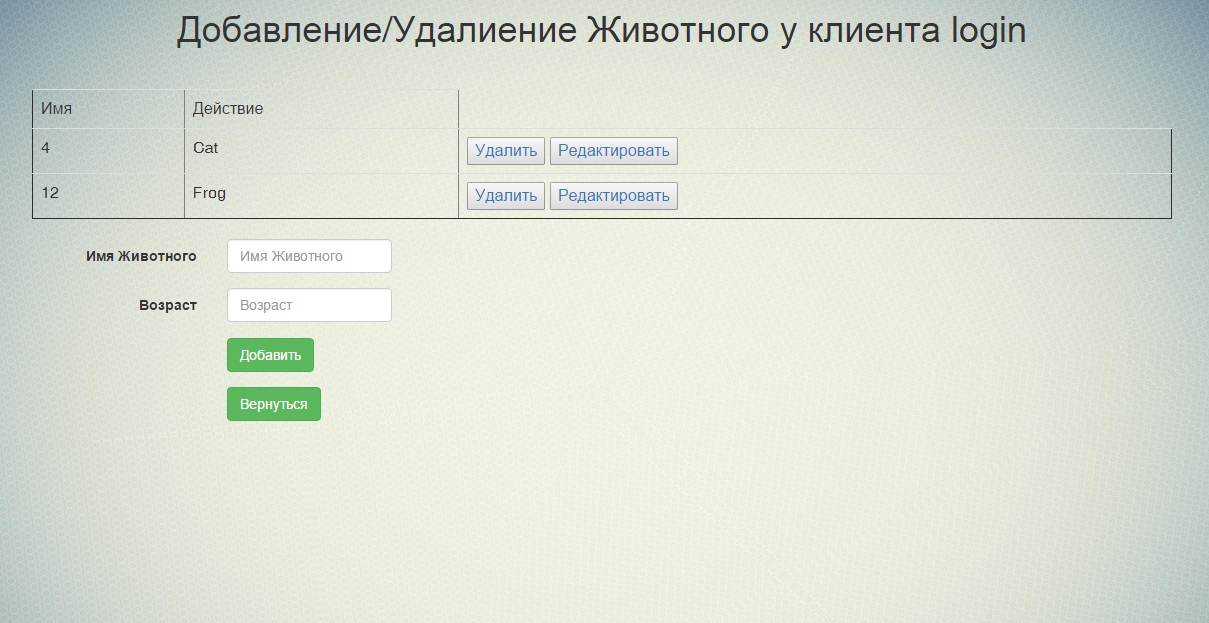 Добавление/Удалиение Животного у клиента login
Имя Действие
4 Cat Удалить Редактировать
12 Frog Удалить Редактировать
Имя Животного Имя Животного
Возраст Возраст
Добавить
Вернуться